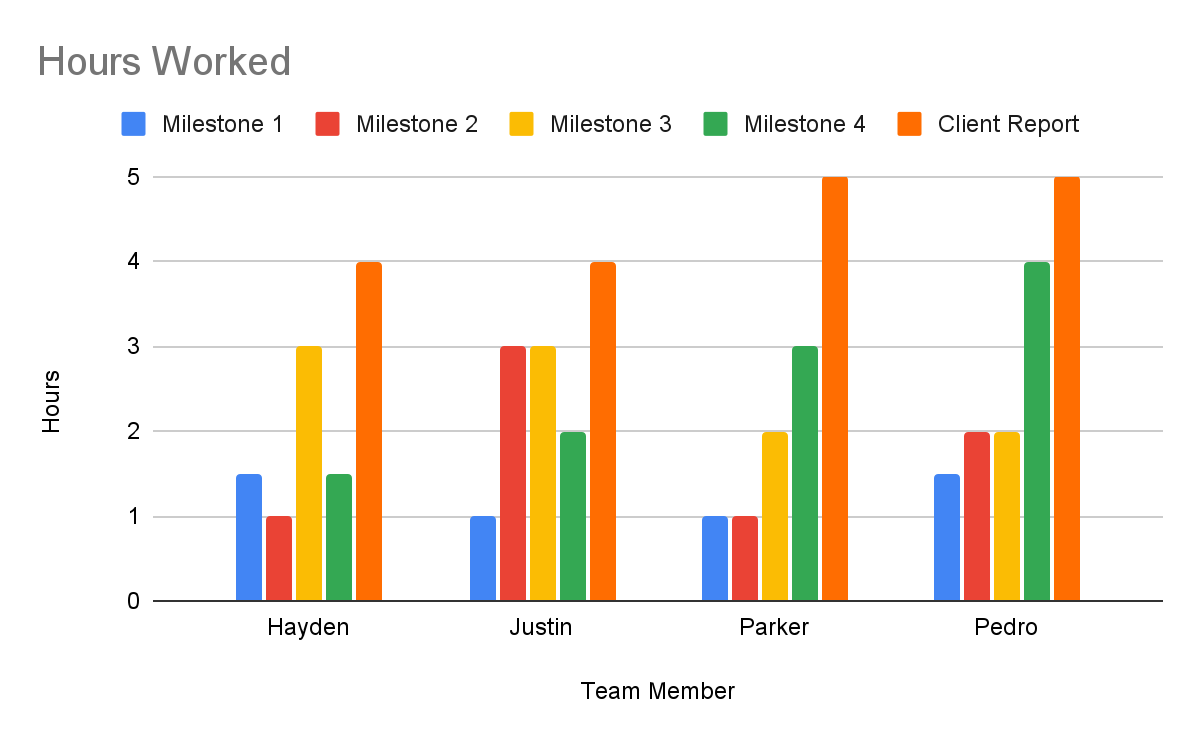 Hours Worked
Milestone 1 Milestone 2 Milestone 3 Milestone 4 Client Report
5
4
3
2
1
0
Hours
Hayden Justin Parker Pedro
Team Member